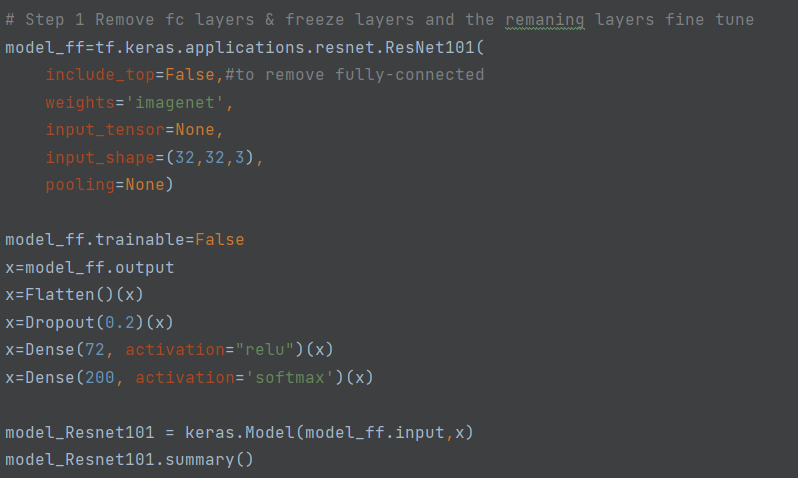 # Step 1 Remove fc layers & freeze layers and the remaning layers fine tune
model_ff=tf.keras.applications.resnet.ResNet101(
    include_top=False,#to remove fully-connected
    weights='imagenet',
    input_tensor=None,
    input_shape=(32,32,3),
    pooling=None)
model_ff.trainable=False
x=model_ff.output
x=Flatten()(x)
x=Dropout(0.2)(x)
x=Dense(72, activation="relu")(x)
x=Dense(200, activation='softmax')(x)
model_Resnet101 = keras.Model(model_ff.input,x)
model_Resnet101.summary()